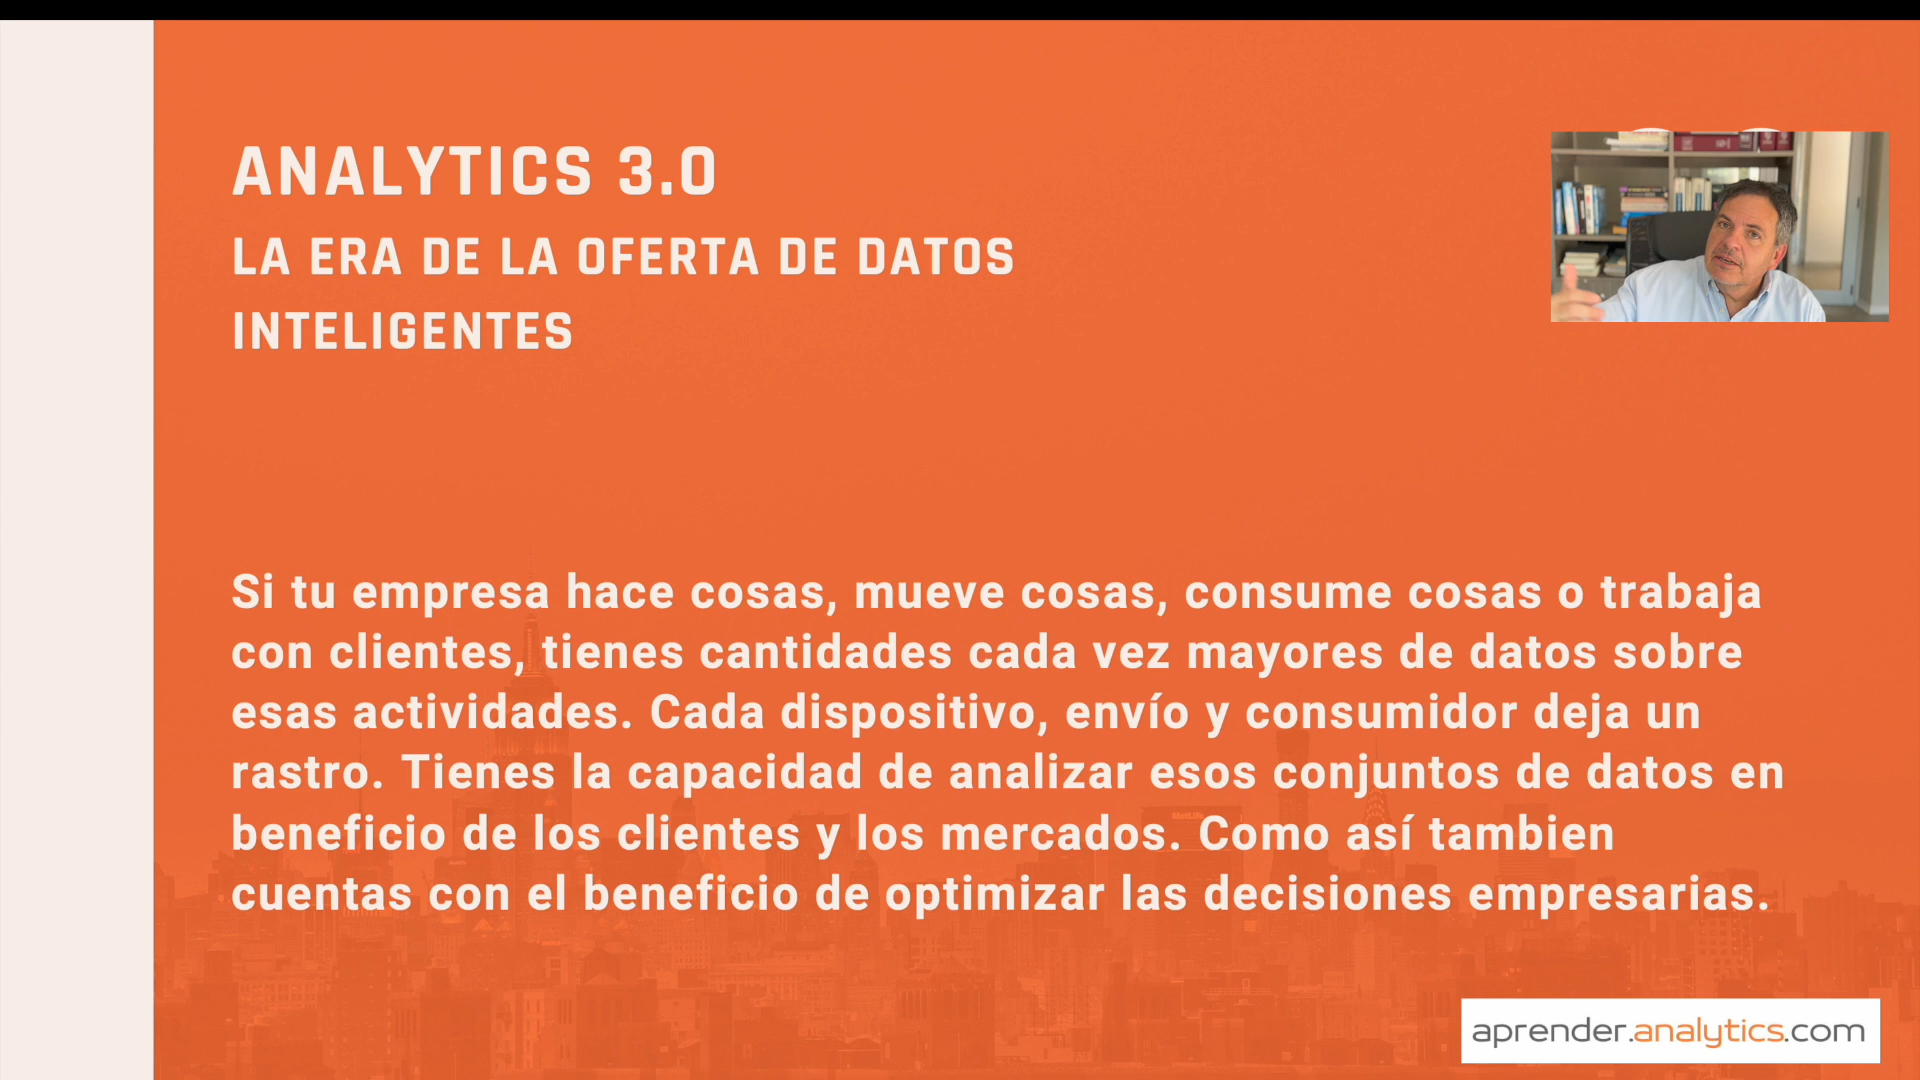 ANALYTICS 3.0
LA ERA DE LA OFERTA DE DATOS
INTELIGENTES
Si tu empresa hace cosas, mueve cosas, consume cosas o trabaja
con clientes, tienes cantidades cada vez mayores de datos sobre
esas actividades. Cada dispositivo, envío y consumidor deja un
rastro. Tienes la capacidad de analizar esos conjuntos de datos en
beneficio de los clientes y los mercados. Como así tambien
cuentas con el beneficio de optimizar las decisiones empresarias.
MetLife
aprender.analytics.com